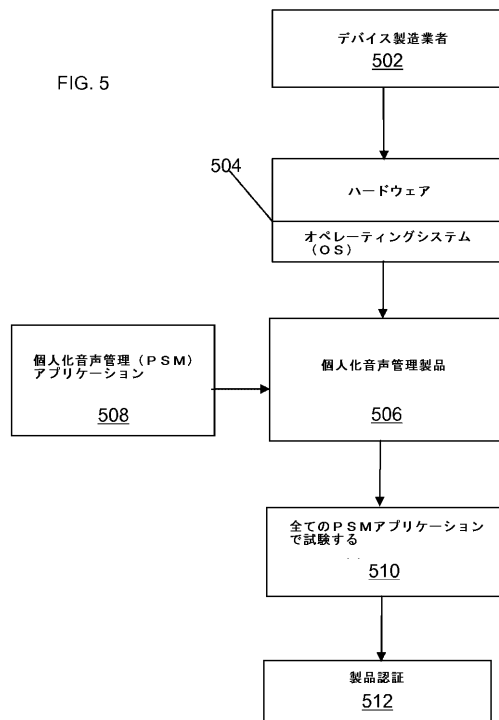 デバイス製造業者
502
FIG. 5
504
ハードウェア
オペレーティングシステム
（ＯＳ）
個人化音声管理（ＰＳＭ）
アプリケーション
508
個人化音声管理製品
506
全てのＰＳＭアプリケーション
で試験する
510
製品認証
512